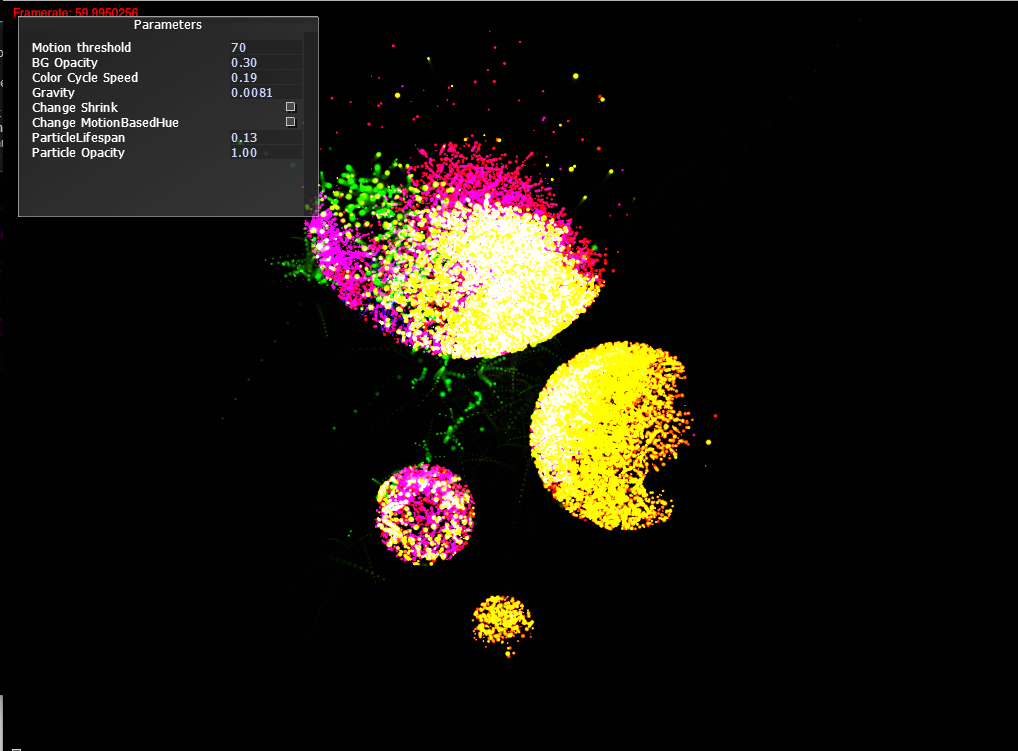 Framerate: 59.9950256
Parameters
Motion threshold 70
BG Opacity 0.30
Color Cycle Speed 0.19
Gravity 0.0081
Change Shrink
Change MotionBasedHue
ParticleLifespan 0.13
Particle Opacity 1.00